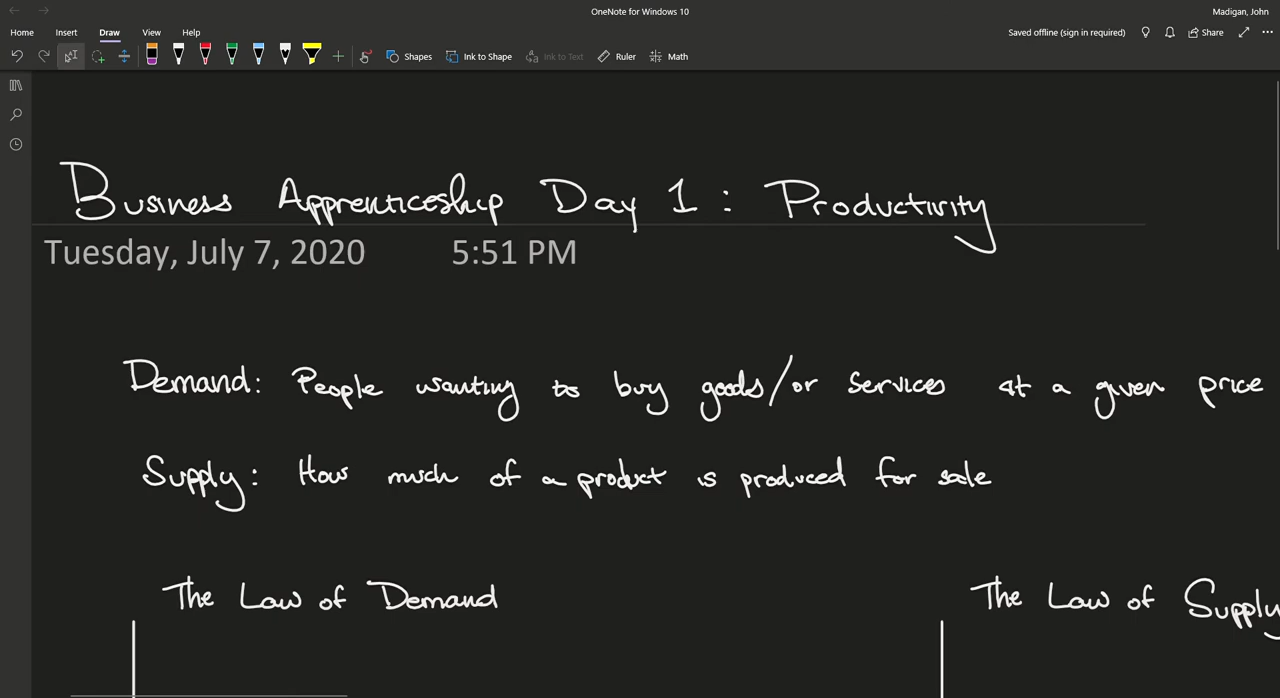 OneNote for Windows 10
Madigan, John
Home Insert Draw View Help
Saved offline (sign in required) Share
Shapes Ink to Shape Ink to Text Ruler Math
Business Apprenticeship Day 1 : Productivity
Tuesday, July 7, 2020 5:51 PM
Demand: People wanting to buy goods/or services at a given price
Supply: How much of a product is produced for sale
The Law of Demand
The Law of Supply